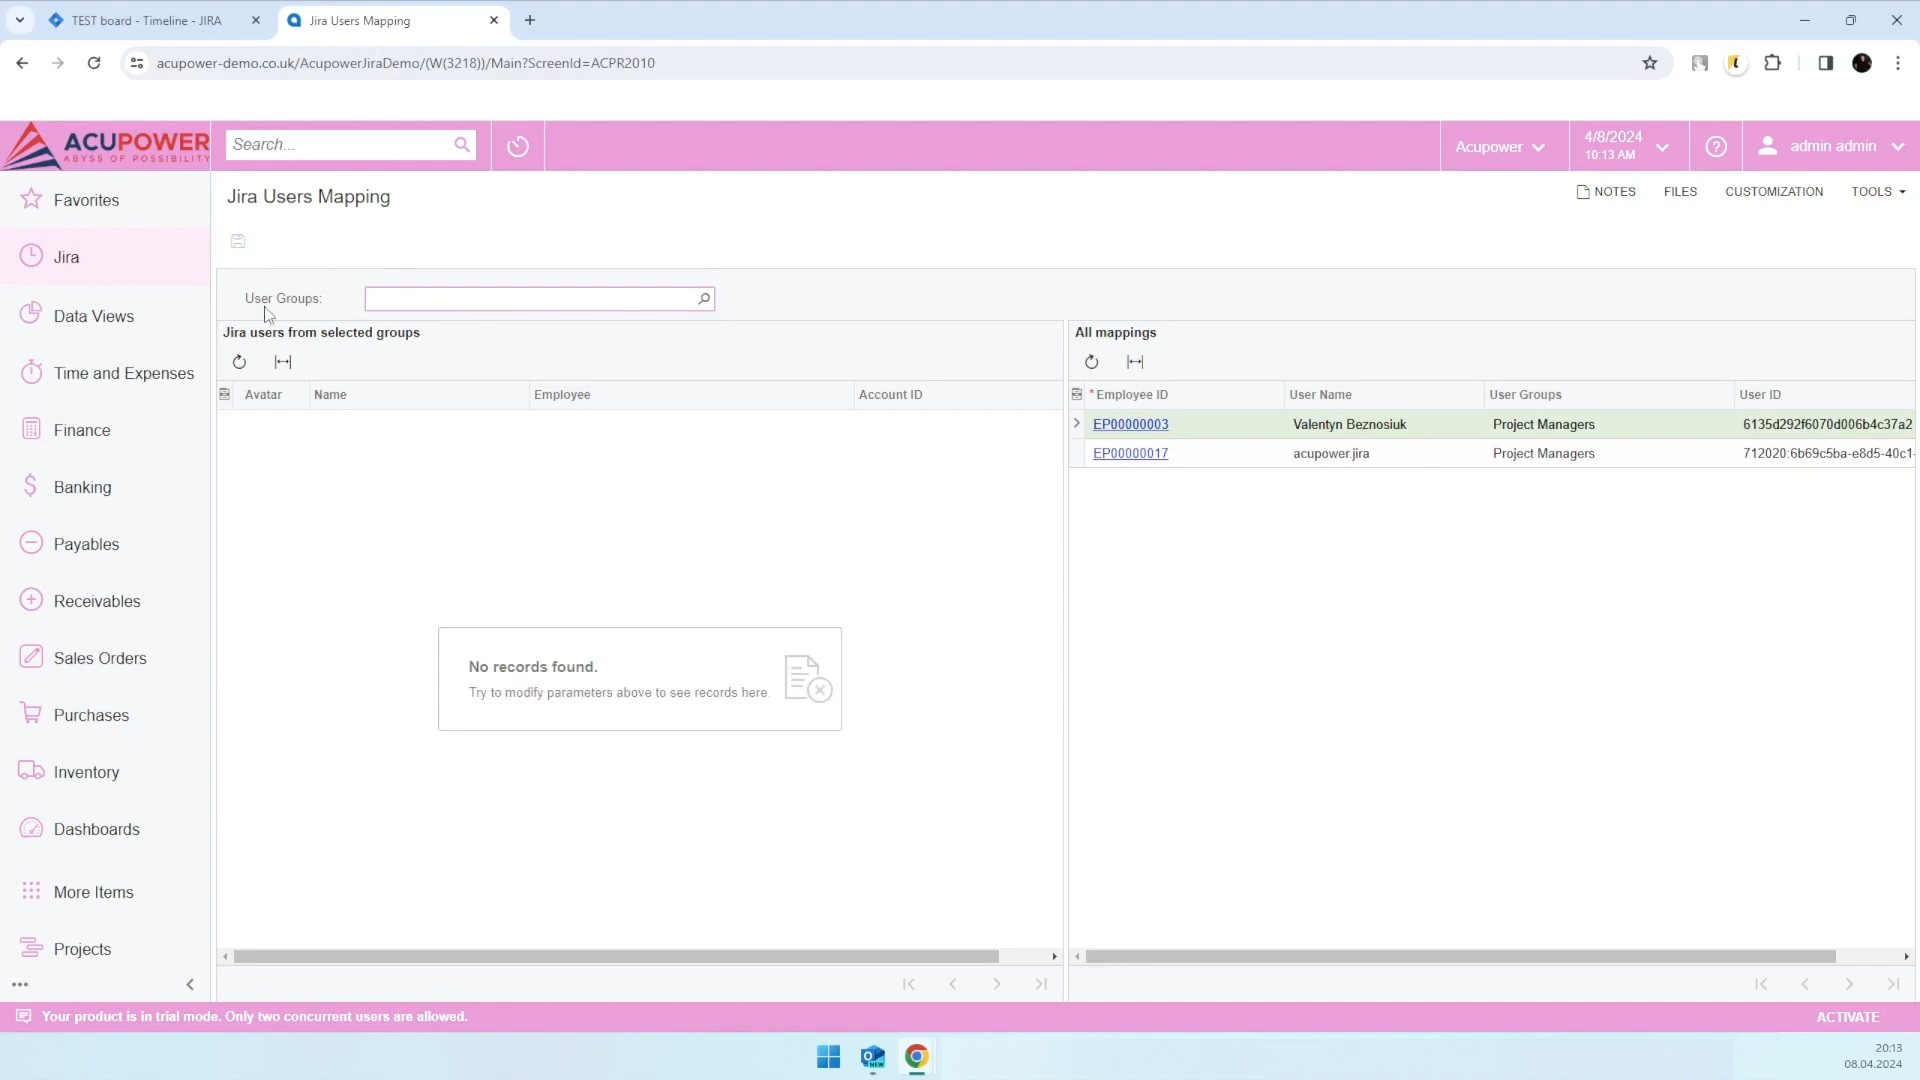 TEST board - Timeline - JIRA
Jira Users Mapping
acupower-demo.co.uk/AcupowerJiraDemo/(W(3218))/Main?ScreenId=ACPR2010
ACUPOWER
ABYSS OF POSSIBILITY
Search...
Acupower
4/8/2024
10:13 AM
admin admin
Favorites
Jira
Data Views
Time and Expenses
Finance
Banking
Payables
Receivables
Sales Orders
Purchases
Inventory
Dashboards
More Items
Projects
Jira Users Mapping
NOTES
FILES
CUSTOMIZATION
TOOLS
User Groups:
Jira users from selected groups
Avatar
Name
Employee
Account ID
No records found.
Try to modify parameters above to see records here.
All mappings
* Employee ID
User Name
User Groups
User ID
EP00000003
Valentyn Beznosiuk
Project Managers
6135d292f6070d006b4c37a2
EP00000017
acupower.jira
Project Managers
712020:6b69c5ba-e8d5-40c1-
Your product is in trial mode. Only two concurrent users are allowed.
ACTIVATE
NEW
20:13
08.04.2024